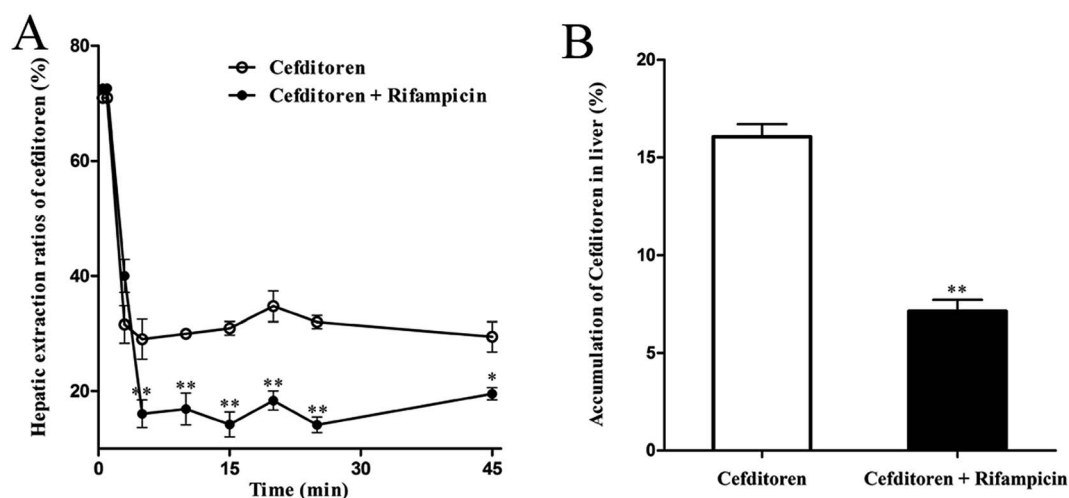 A
Hepatic extraction ratios of cefditoren (%)
80
60
40
20
0
15
30
45
Time (min)
Cefditoren
Cefditoren + Rifampicin
**
**
**
**
**
*
B
Accumulation of Cefditoren in liver (%)
20
15
10
5
0
**
Cefditoren
Cefditoren + Rifampicin